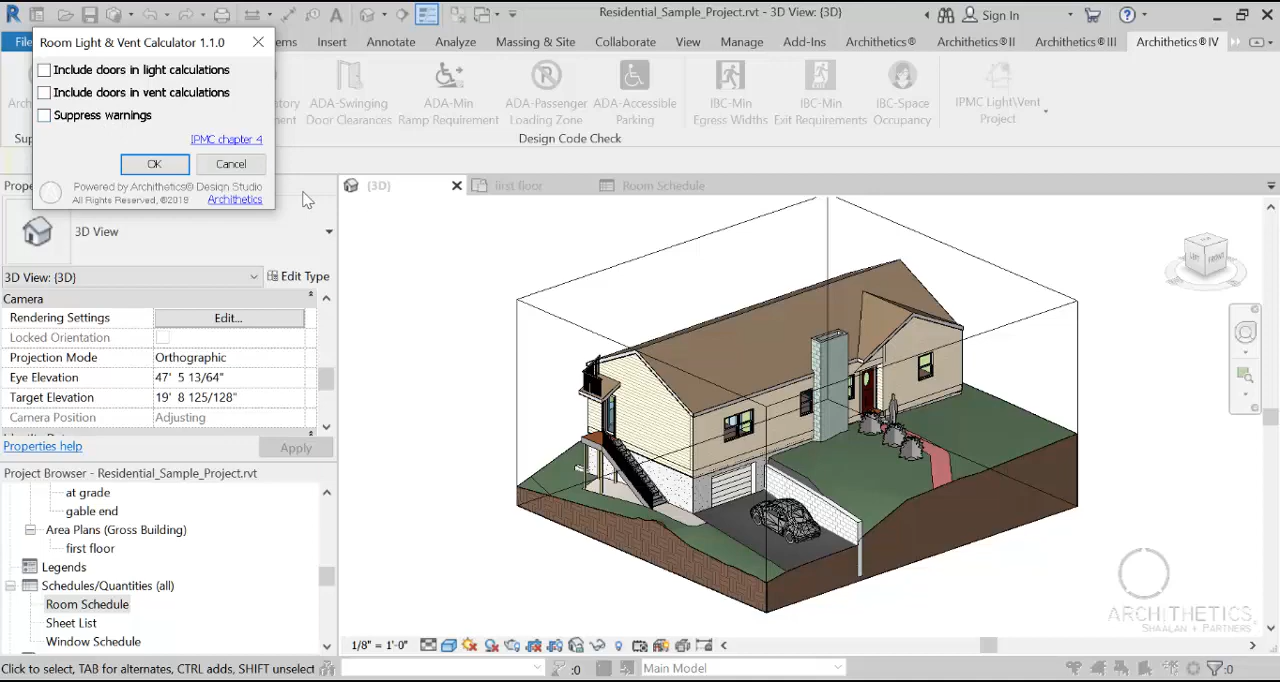 Residential_Sample_Project.rvt - 3D View: {3D}
Sign In
File
Insert
Annotate
Analyze
Massing & Site
Collaborate
View
Manage
Add-Ins
Archithetics®
Archithetics®II
Archithetics®III
Archithetics®IV
Room Light & Vent Calculator 1.1.0
Include doors in light calculations
Include doors in vent calculations
Suppress warnings
IPMC chapter 4
OK
Cancel
Powered by Archithetics® Design Studio
All Rights Reserved, ©2019
Archithetics
ADA-Swinging
Door Clearances
ADA-Min
Ramp Requirement
ADA-Passenger
Loading Zone
ADA-Accessible
Parking
IBC-Min
Egress Widths
IBC-Min
Exit Requirements
IBC-Space
Occupancy
IPMC Light\Vent
Project
Design Code Check
{3D}
first floor
Room Schedule
3D View
3D View: {3D}
Edit Type
Camera
Rendering Settings
Edit...
Locked Orientation
Projection Mode
Orthographic
Eye Elevation
47' 5 13/64"
Target Elevation
19' 8 125/128"
Camera Position
Adjusting
Properties help
Apply
Project Browser - Residential_Sample_Project.rvt
at grade
gable end
Area Plans (Gross Building)
first floor
Legends
Schedules/Quantities (all)
Room Schedule
Sheet List
Window Schedule
FRONT
LEFT
ARCHITHETICS
SHAALAN + PARTNERS
1/8" = 1'-0"
Click to select, TAB for alternates, CTRL adds, SHIFT unselect
:0
Main Model
:0